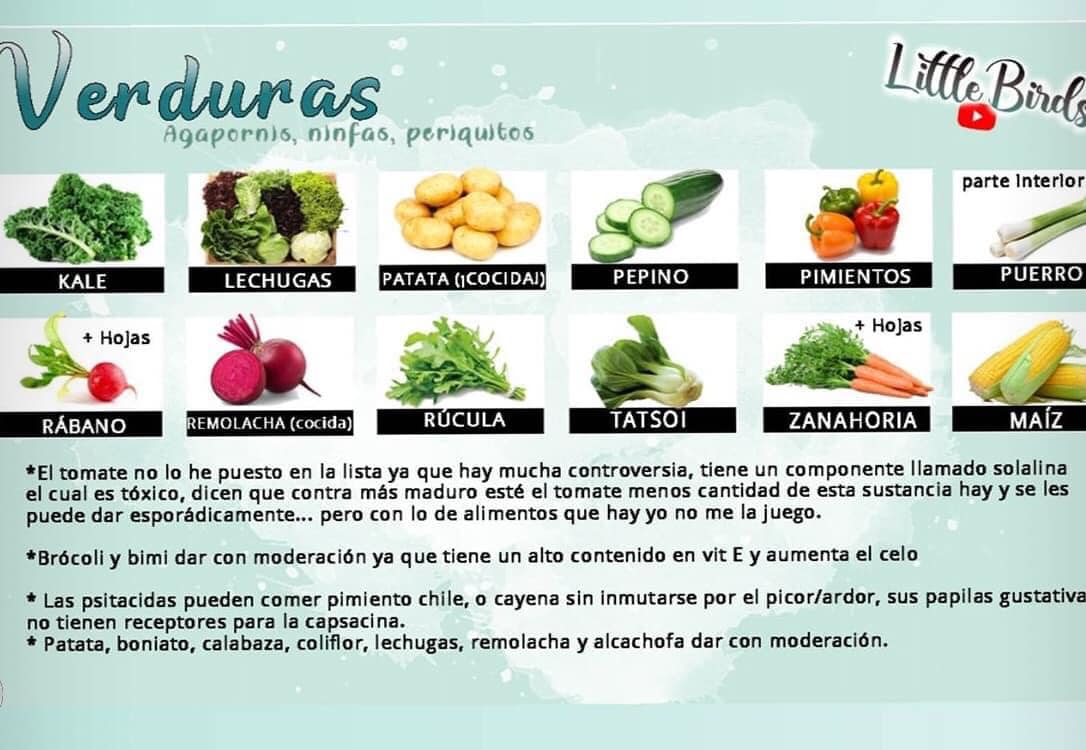 Verduras
Agapornis, ninfas, periquitos
Little Birds
parte interior
KALE
LECHUGAS
PATATA (¡COCIDA!)
PEPINO
PIMIENTOS
PUERRO
+ Hojas
+ Hojas
RÁBANO
REMOLACHA (cocida)
RÚCULA
TATSOI
ZANAHORIA
MAÍZ
*El tomate no lo he puesto en la lista ya que hay mucha controversia, tiene un componente llamado solalina
el cual es tóxico, dicen que contra más maduro esté el tomate menos cantidad de esta sustancia hay y se les
puede dar esporádicamente... pero con lo de alimentos que hay yo no me la juego.
*Brócoli y bimi dar con moderación ya que tiene un alto contenido en vit E y aumenta el celo
* Las psitacidas pueden comer pimiento chile, o cayena sin inmutarse por el picor/ardor, sus papilas gustativa
no tienen receptores para la capsacina.
* Patata, boniato, calabaza, coliflor, lechugas, remolacha y alcachofa dar con moderación.